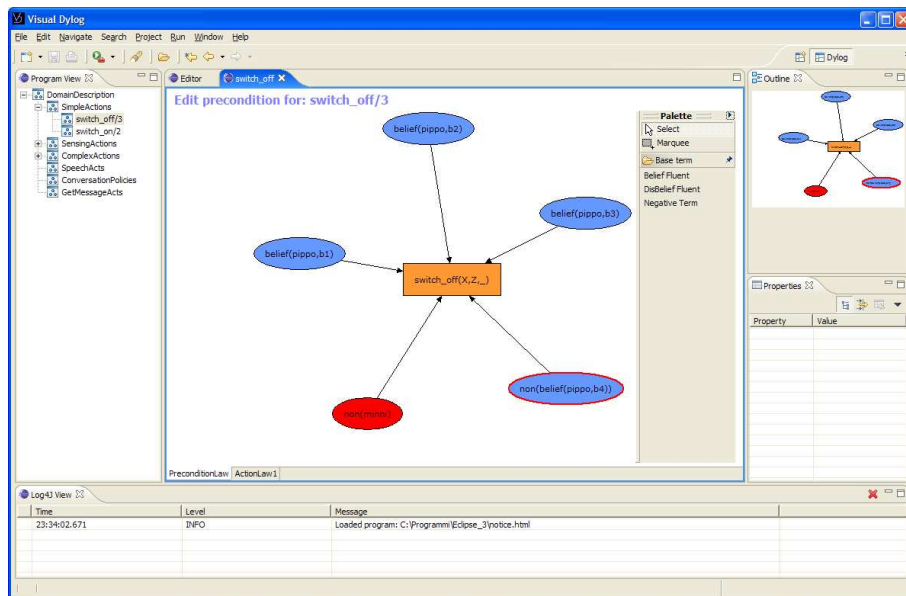 Visual Dylog
File Edit Navigate Search Project Run Window Help
Dylog
Program View
DomainDescription
SimpleActions
switch_off/3
switch_on/2
SensingActions
ComplexActions
SpeechActs
ConversationPolicies
GetMessageActs
Editor switch_off
Edit precondition for: switch_off/3
belief(pippo,b2)
belief(pippo,b3)
belief(pippo,b1)
switch_off(X,Z,_)
non(belief(pippo,b4))
non(minni)
Palette
Select
Marquee
Base term
Belief Fluent
DisBelief Fluent
Negative Term
PreconditionLaw ActionLaw1
Outline
Properties
Property Value
Log4J View
Time Level Message
23:34:02.671 INFO Loaded program: C:\Programmi\Eclipse_3\notice.html